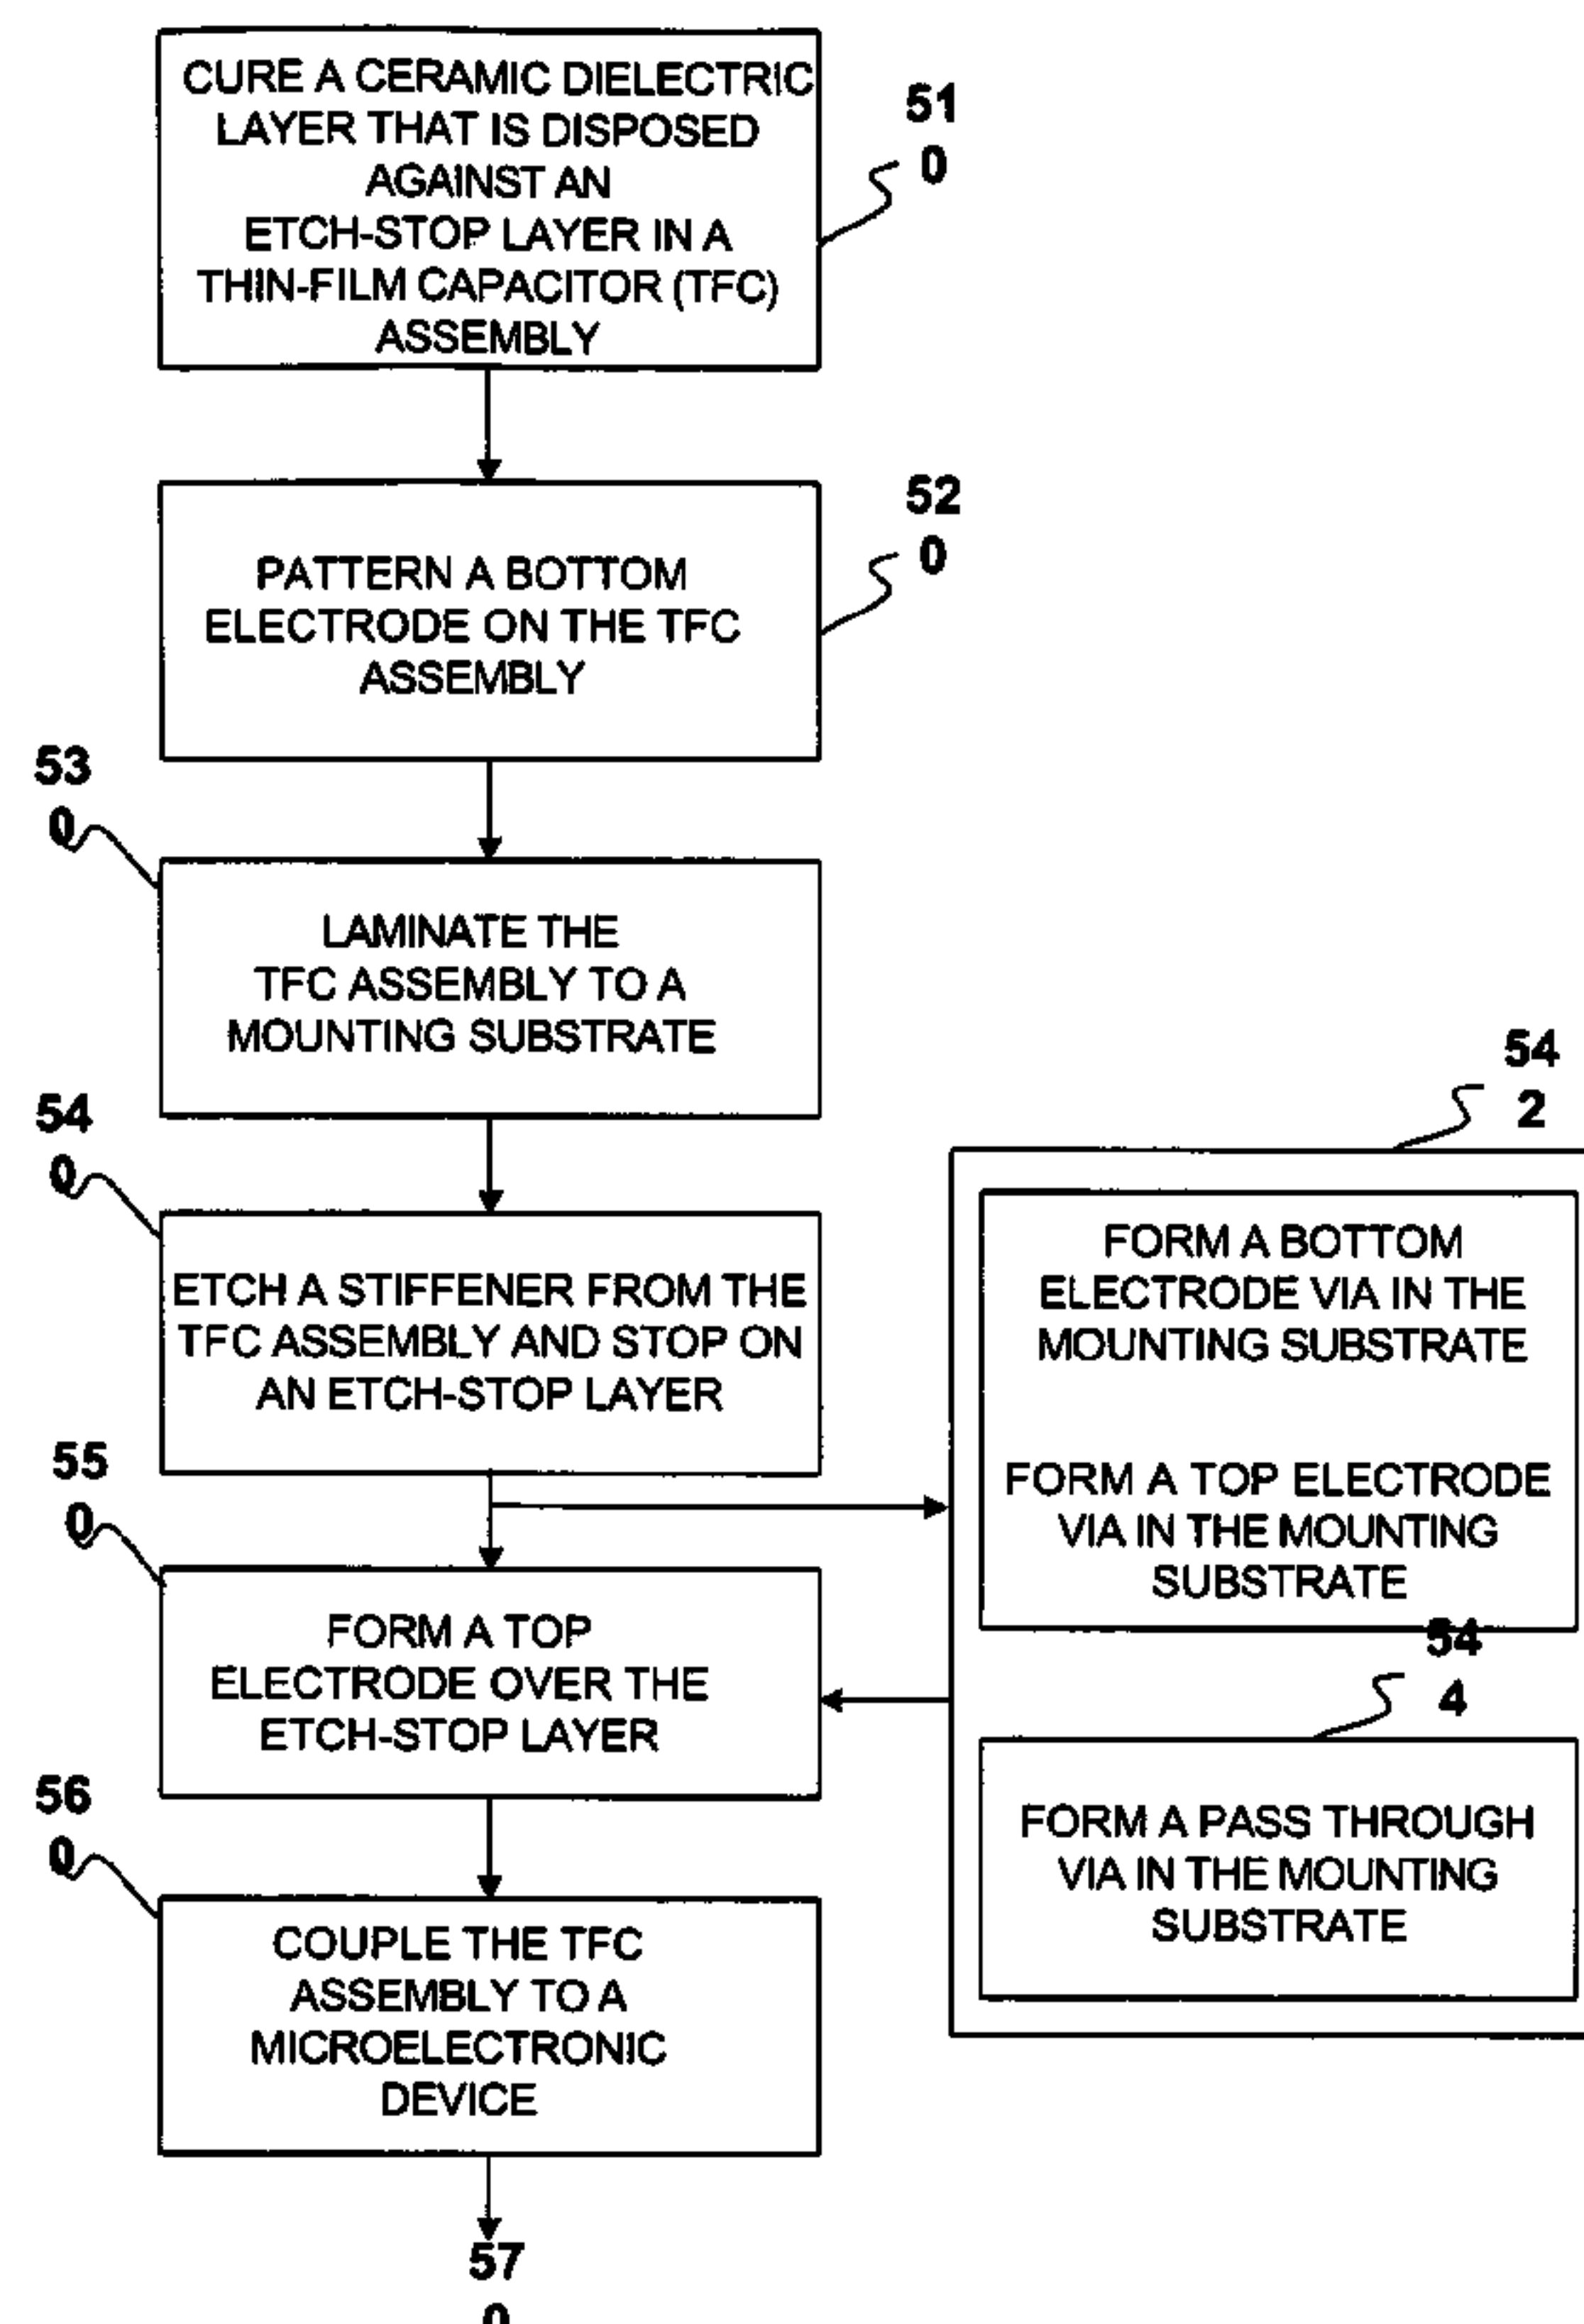 CURE A CERAMIC DIELECTRIC
LAYER THAT IS DISPOSED
AGAINST AN
ETCH-STOP LAYER IN A
THIN-FILM CAPACITOR (TFC)
ASSEMBLY
51
0
PATTERN A BOTTOM
ELECTRODE ON THE TFC
ASSEMBLY
52
0
53
0
LAMINATE THE
TFC ASSEMBLY TO A
MOUNTING SUBSTRATE
54
0
ETCH A STIFFENER FROM THE
TFC ASSEMBLY AND STOP ON
AN ETCH-STOP LAYER
54
2
FORM A BOTTOM
ELECTRODE VIA IN THE
MOUNTING SUBSTRATE
FORM A TOP ELECTRODE
VIA IN THE MOUNTING
SUBSTRATE
54
4
FORM A PASS THROUGH
VIA IN THE MOUNTING
SUBSTRATE
55
0
FORM A TOP
ELECTRODE OVER THE
ETCH-STOP LAYER
56
0
COUPLE THE TFC
ASSEMBLY TO A
MICROELECTRONIC
DEVICE
57
0